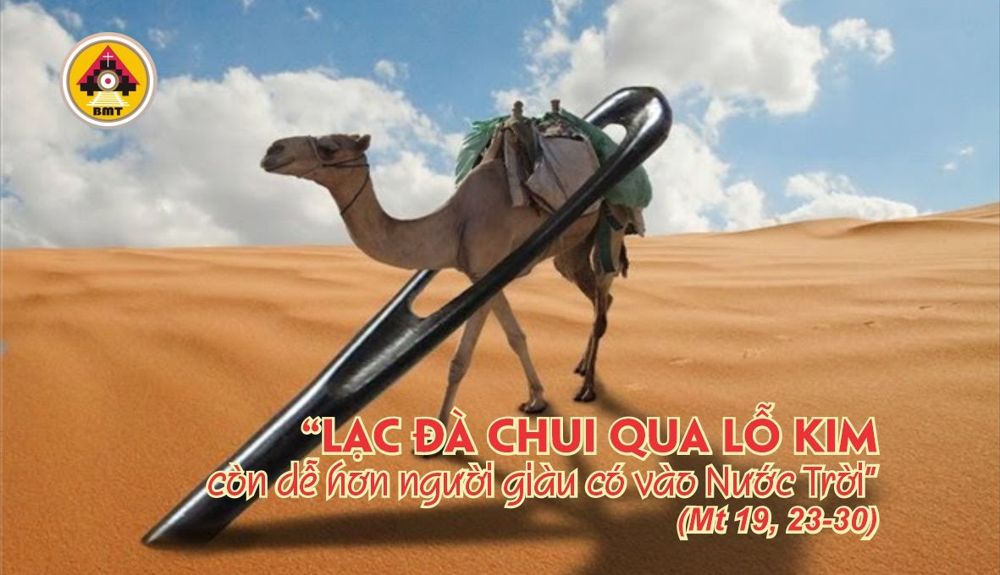 BMT
“LẠC ĐÀ CHUI QUA LỖ KIM
còn dễ hơn người giàu có vào Nước Trời”
(Mt 19, 23-30)